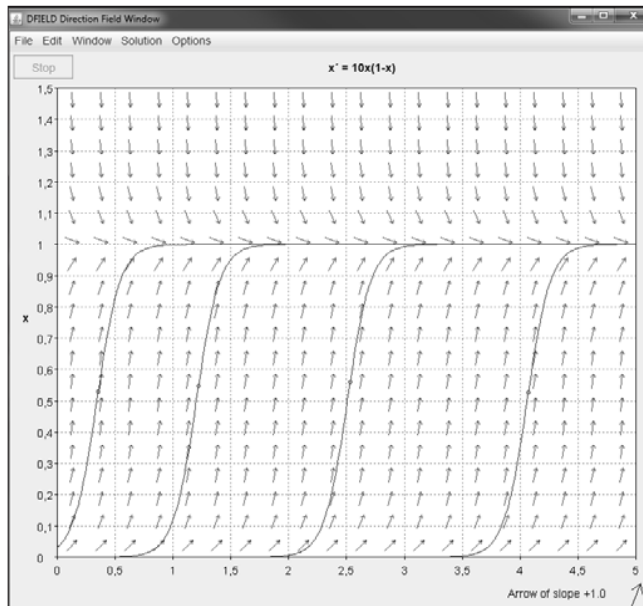 DFIELD Direction Field Window
File Edit Window Solution Options
Stop
x' = 10x(1-x)
1,5
1,4
1,3
1,2
1,1
1
0,9
0,8
0,7
x
0,6
0,5
0,4
0,3
0,2
0,1
0
0 0,5 1 1,5 2 2,5 3 3,5 4 4,5 5
Arrow of slope +1.0